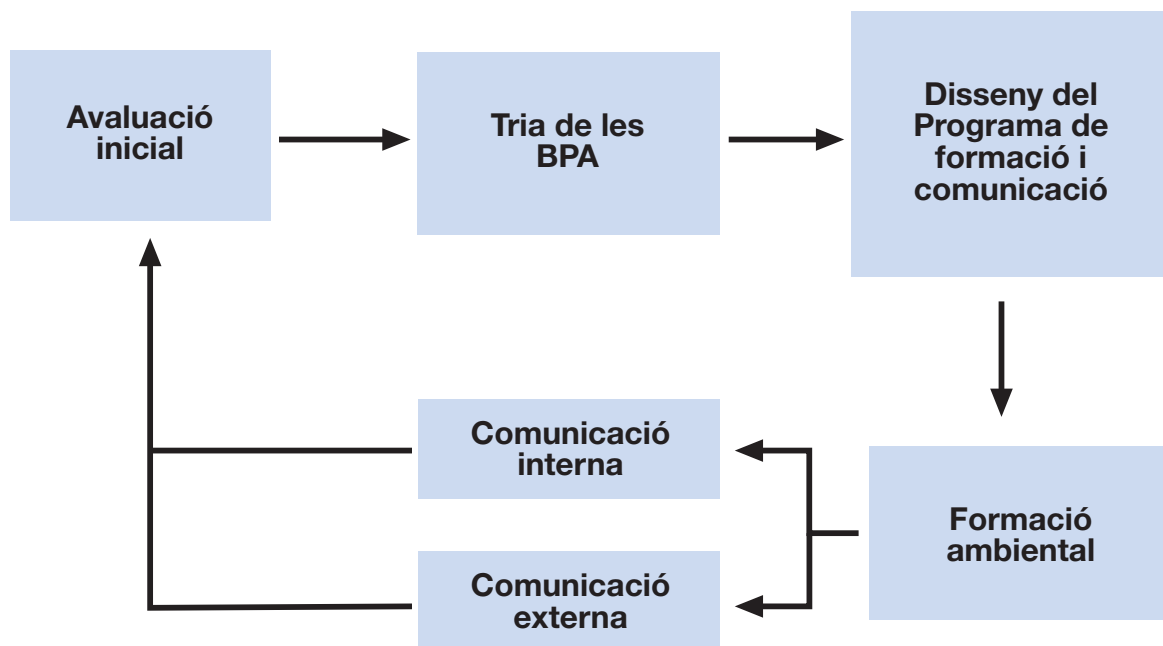 Avaluació
inicial
Tria de les
BPA
Disseny del
Programa de
formació i
comunicació
Comunicació
interna
Comunicació
externa
Formació
ambiental